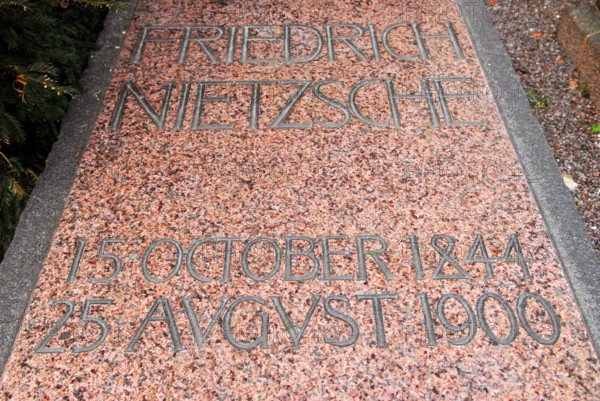 FRIEDRICH
NIETZSCHE
15 OCTOBER 1844
25 AVGVST 1900